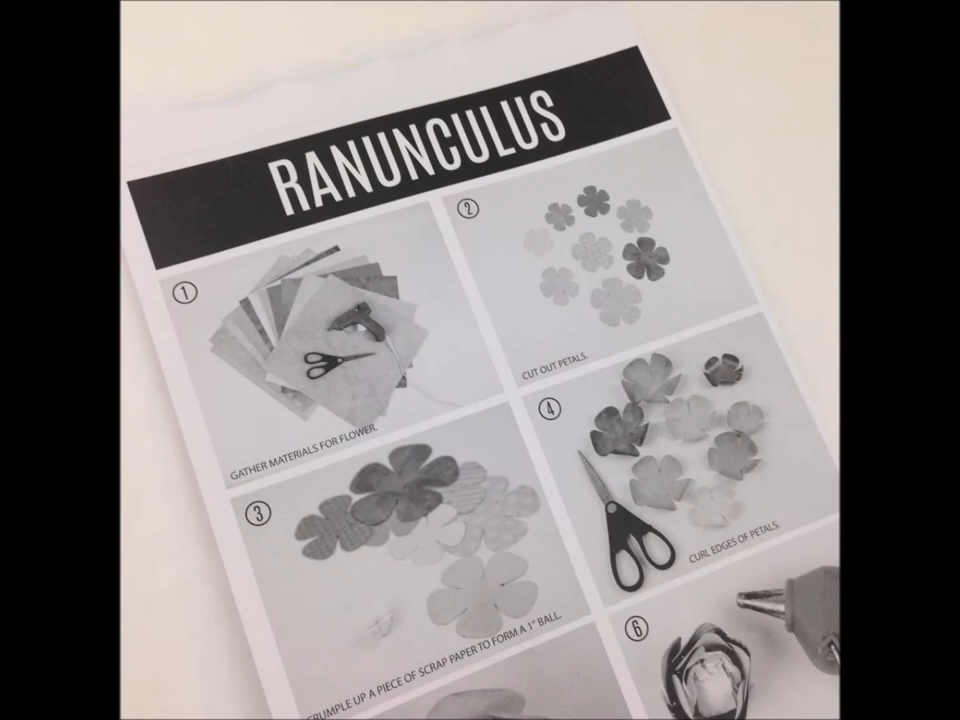 RANUNCULUS
1
GATHER MATERIALS FOR FLOWER.
2
CUT OUT PETALS.
3
CRUMPLE UP A PIECE OF SCRAP PAPER TO FORM A 1" BALL.
4
CURL EDGES OF PETALS.
6